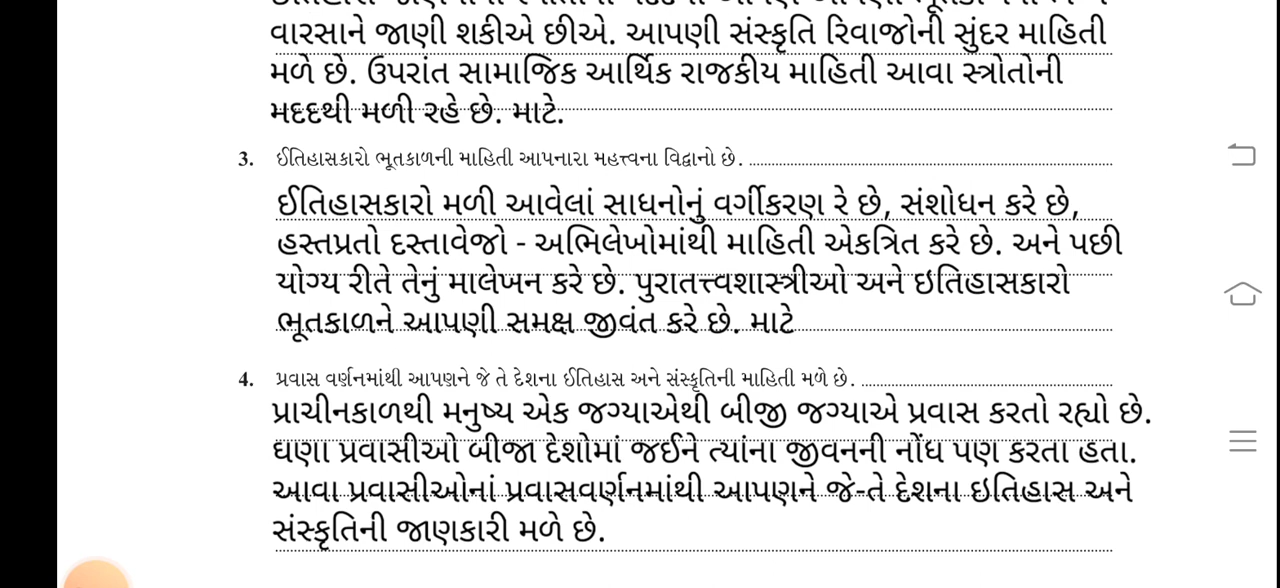 વારસાને જાણી શકીએ છીએ. આપણી સંસ્કૃતિ રિવાજોની સુંદર માહિતી
મળે છે. ઉપરાંત સામાજિક આર્થિક રાજકીય માહિતી આવા સ્ત્રોતોની
મદદથી મળી રહે છે. માટે.
3. ઈતિહાસકારો ભૂતકાળની માહિતી આપનારા મહત્ત્વના વિદ્વાનો છે.
ઈતિહાસકારો મળી આવેલાં સાધનોનું વર્ગીકરણ રે છે, સંશોધન કરે છે,
હસ્તપ્રતો દસ્તાવેજો - અભિલેખોમાંથી માહિતી એકત્રિત કરે છે. અને પછી
યોગ્ય રીતે તેનું માલેખન કરે છે. પુરાતત્ત્વશાસ્ત્રીઓ અને ઇતિહાસકારો
ભૂતકાળને આપણી સમક્ષ જીવંત કરે છે. માટે
4. પ્રવાસ વર્ણનમાંથી આપણને જે તે દેશના ઈતિહાસ અને સંસ્કૃતિની માહિતી મળે છે.
પ્રાચીનકાળથી મનુષ્ય એક જગ્યાએથી બીજી જગ્યાએ પ્રવાસ કરતો રહ્યો છે.
ઘણા પ્રવાસીઓ બીજા દેશોમાં જઈને ત્યાંના જીવનની નોંધ પણ કરતા હતા.
આવા પ્રવાસીઓનાં પ્રવાસવર્ણનમાંથી આપણને જે-તે દેશના ઇતિહાસ અને
સંસ્કૃતિની જાણકારી મળે છે.